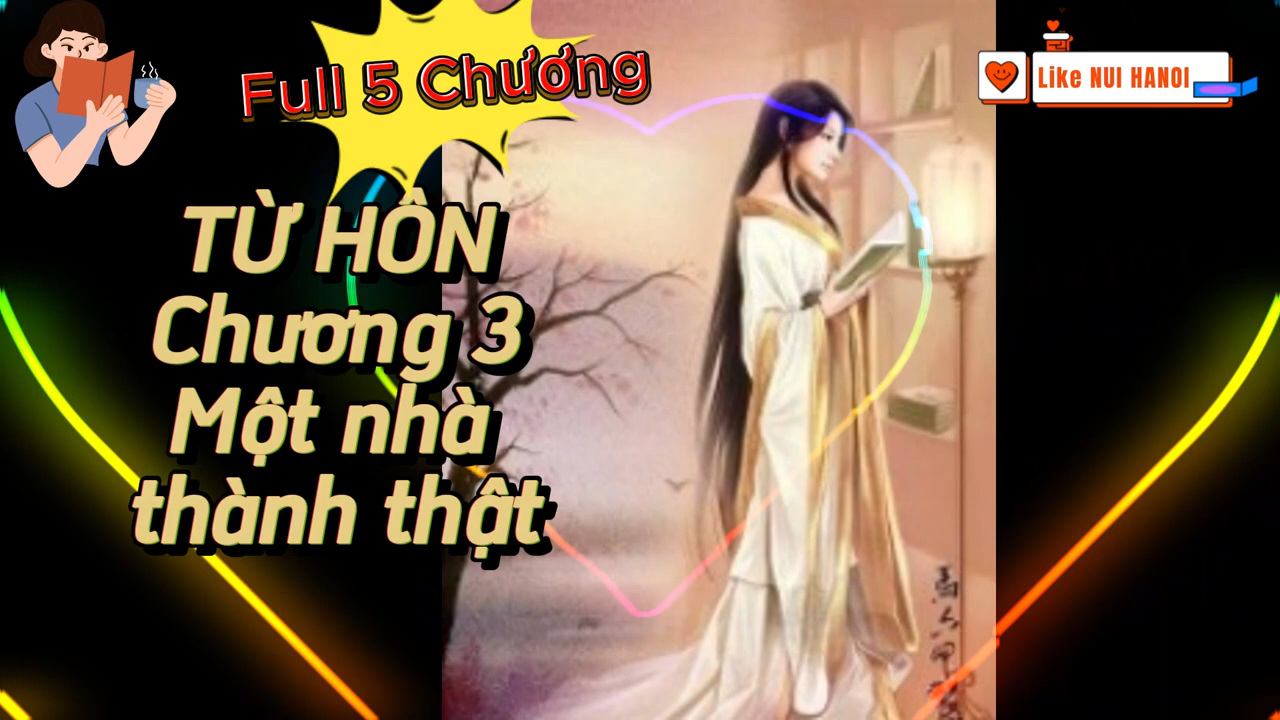 Full 5 Chương
Like NUI HANOI
TỪ HÔN
Chương 3
Một nhà
thành thật